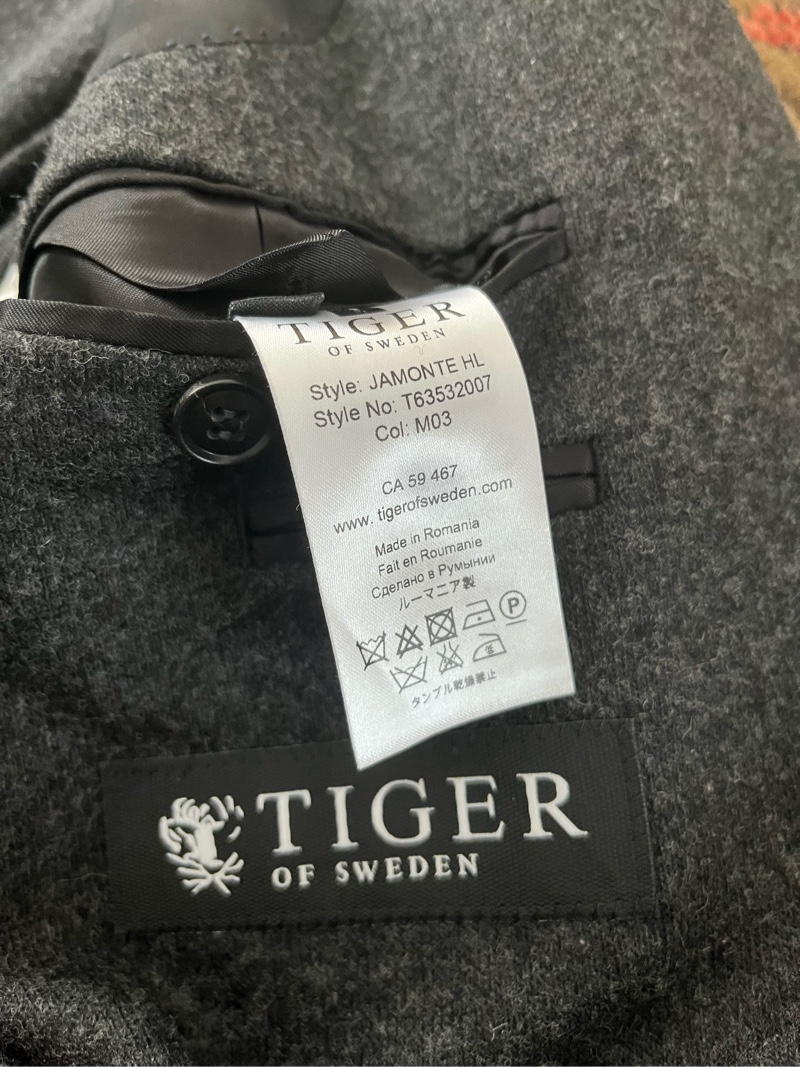 TIGER
OF SWEDEN
Style: JAMONTE HL
Style No: T63532007
Col: M03
CA 59 467
www. tigerofsweden.com
Made in Romania
Fait en Roumanie
Сделано в Румынии
ルーマニア製
P
タンブル乾燥禁止
TIGER
OF SWEDEN